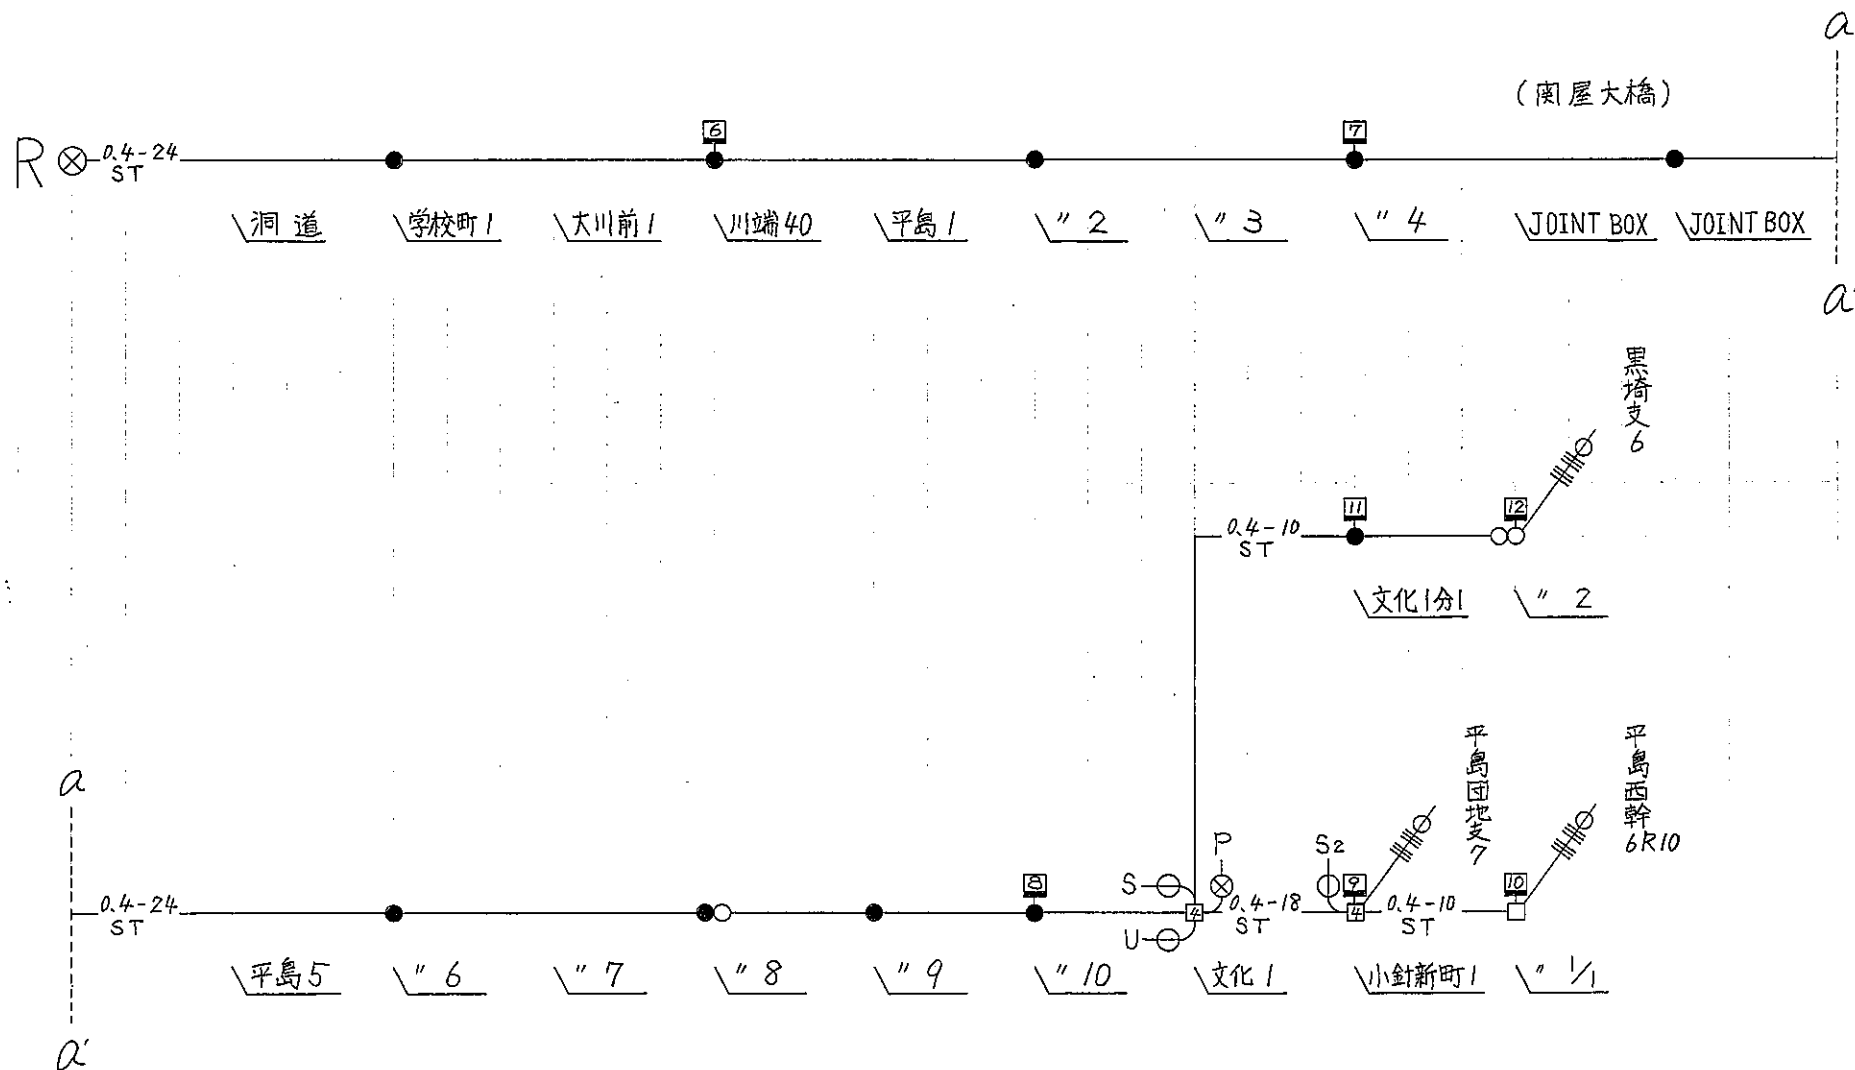 a
(関屋大橋)
6
7
R
0.4-24
ST
洞道
学校町1
大川前1
川端40
平島1
〃2
〃3
〃4
JOINT BOX
JOINT BOX
a'
黒埼支6
11
12
0.4-10
ST
文化1分1
〃2
平島団地支7
平島西幹6R10
a
P
S2
8
S
9
10
0.4-24
ST
4
0.4-18
ST
4
0.4-10
ST
U
平島5
〃6
〃7
〃8
〃9
〃10
文化1
小針新町1
〃1/1
a'